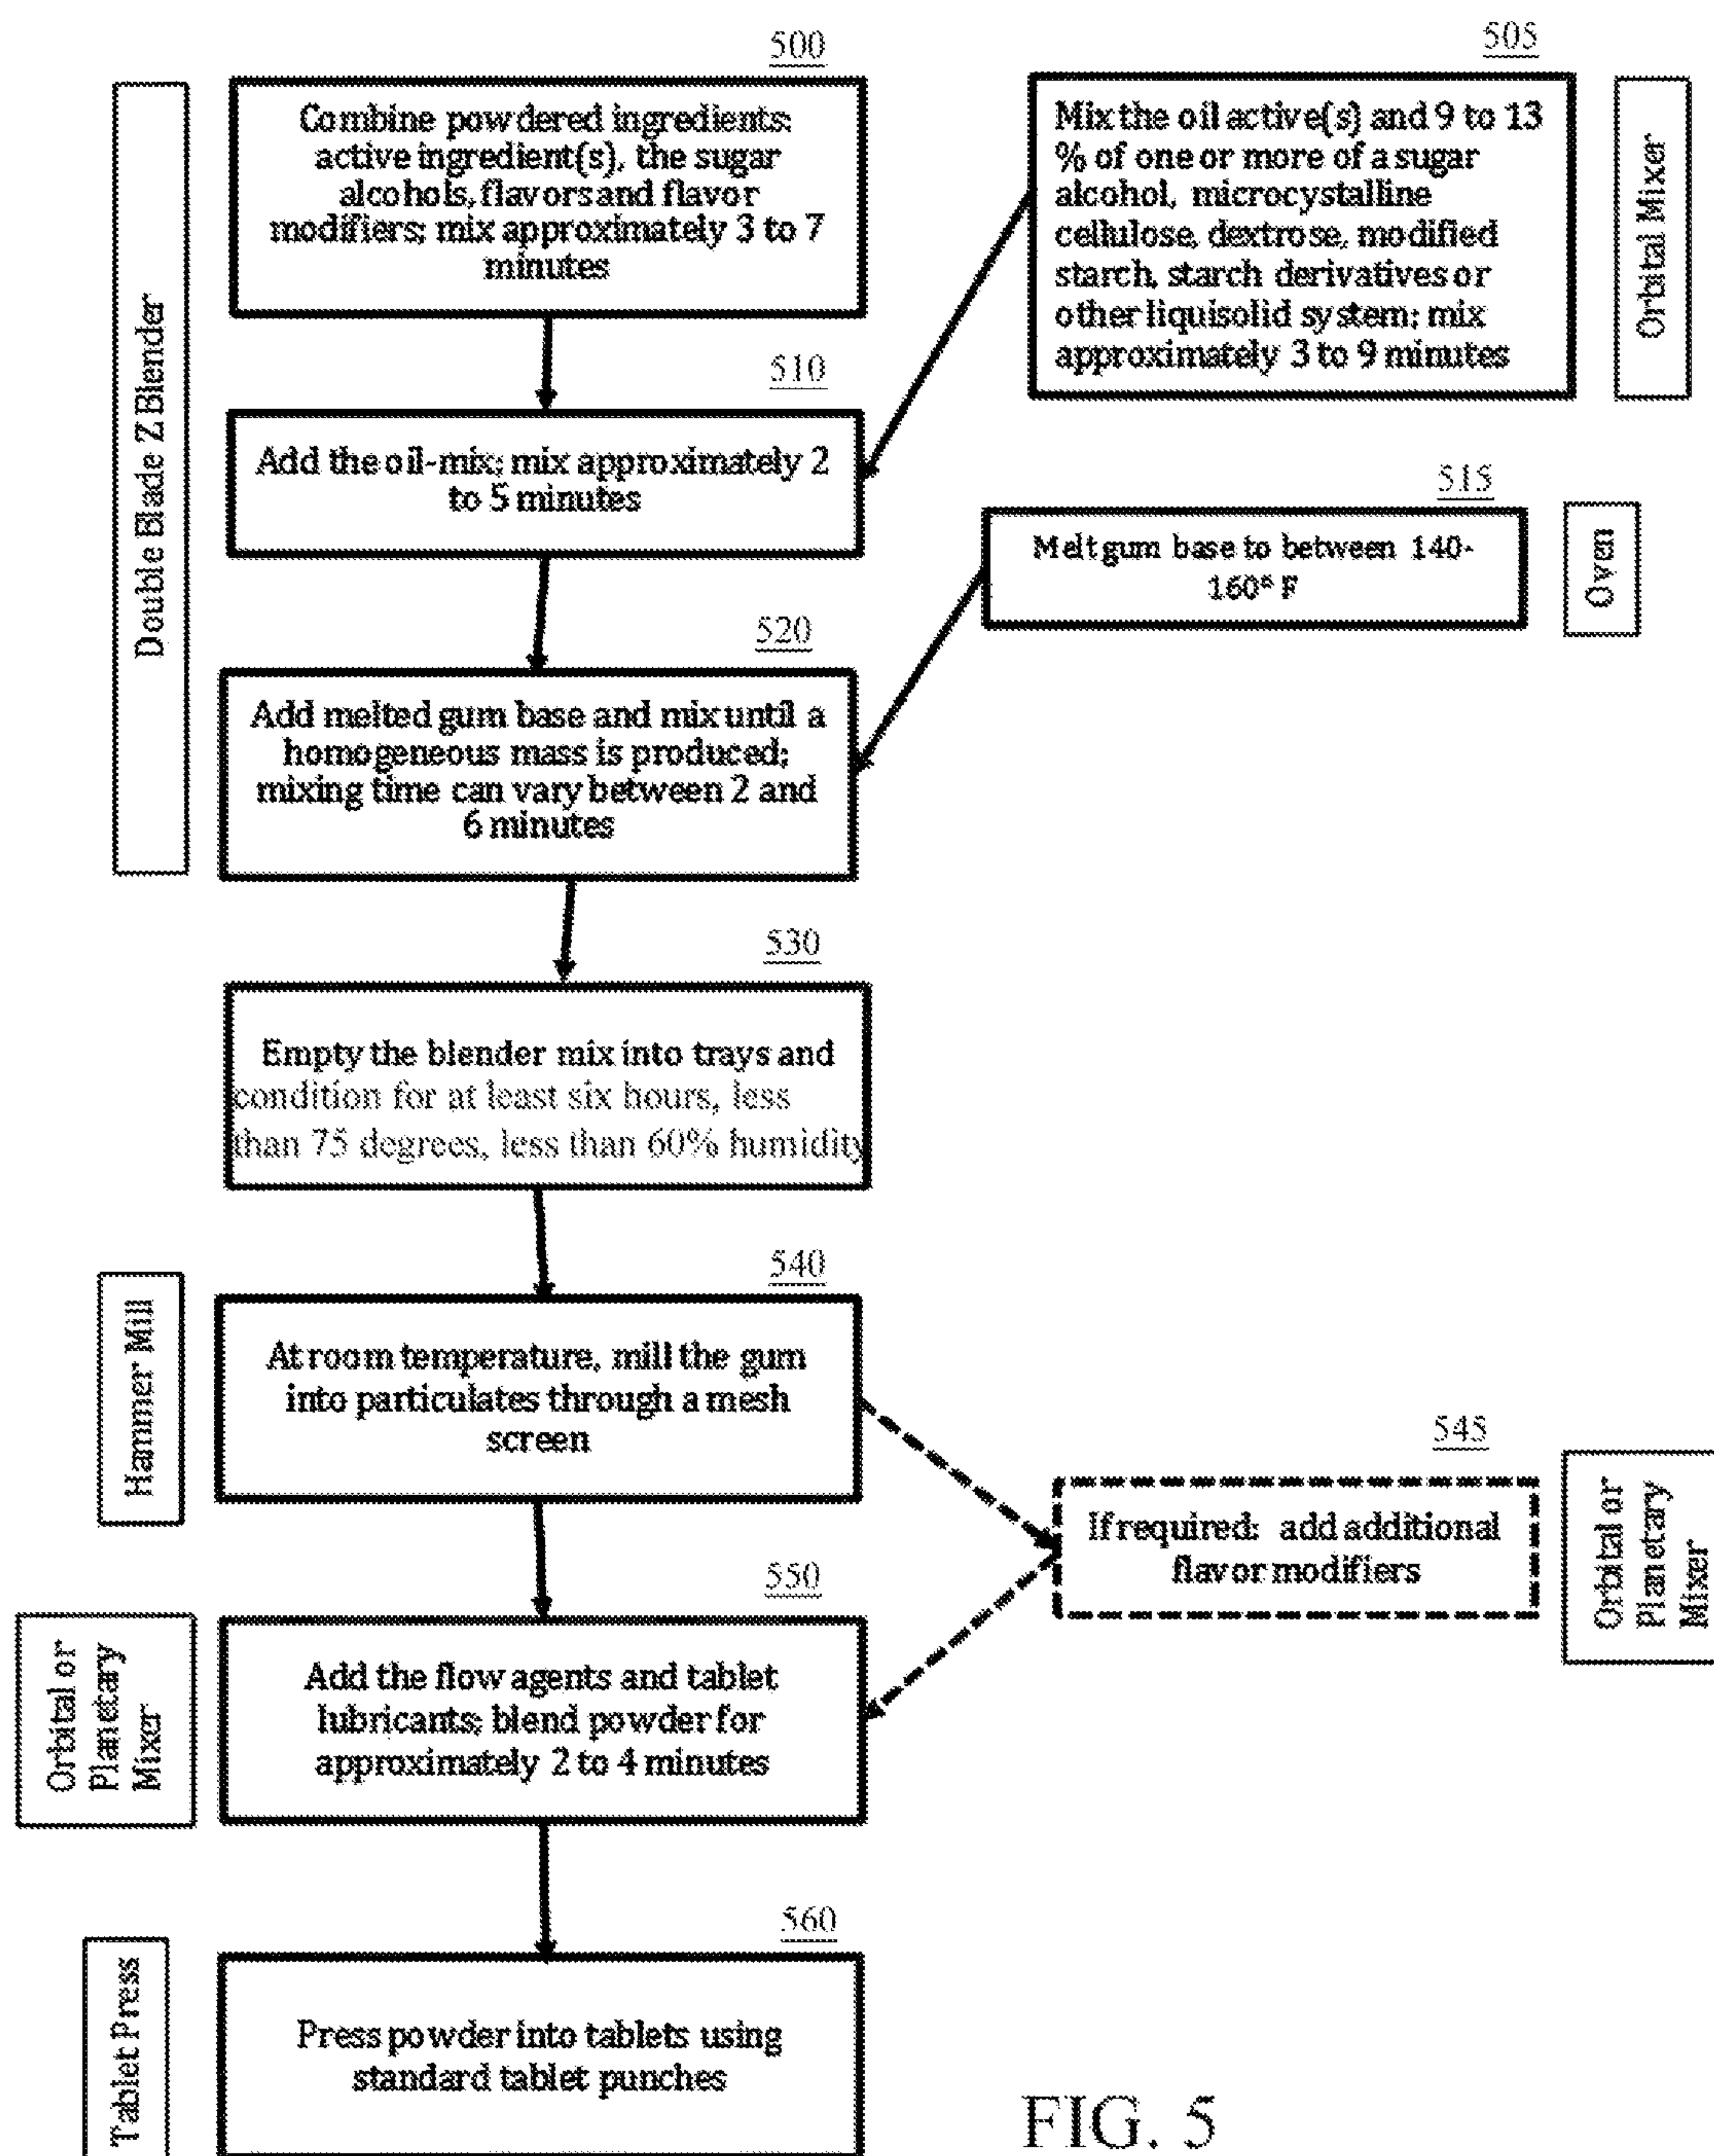 500
Combine powdered ingredients:
active ingredient(s), the sugar
alcohols, flavors and flavor
modifiers; mix approximately 3 to 7
minutes
Double Blade Z Blender
505
Mix the oil active(s) and 9 to 13
% of one or more of a sugar
alcohol, microcystalline
cellulose, dextrose, modified
starch, starch derivatives or
other liquisolid system; mix
approximately 3 to 9 minutes
Orbital Mixer
510
Add the oil-mix; mix approximately 2
to 5 minutes
515
Melt gum base to between 140-
160° F
Oven
520
Add melted gum base and mix until a
homogeneous mass is produced;
mixing time can vary between 2 and
6 minutes
530
Empty the blender mix into trays and
condition for at least six hours, less
than 75 degrees, less than 60% humidity
540
At room temperature, mill the gum
into particulates through a mesh
screen
Hammer Mill
545
If required: add additional
flavor modifiers
Orbital or
Planetary
Mixer
550
Add the flow agents and tablet
lubricants; blend powder for
approximately 2 to 4 minutes
Orbital or
Planetary
Mixer
560
Press powder into tablets using
standard tablet punches
Tablet Press
FIG. 5